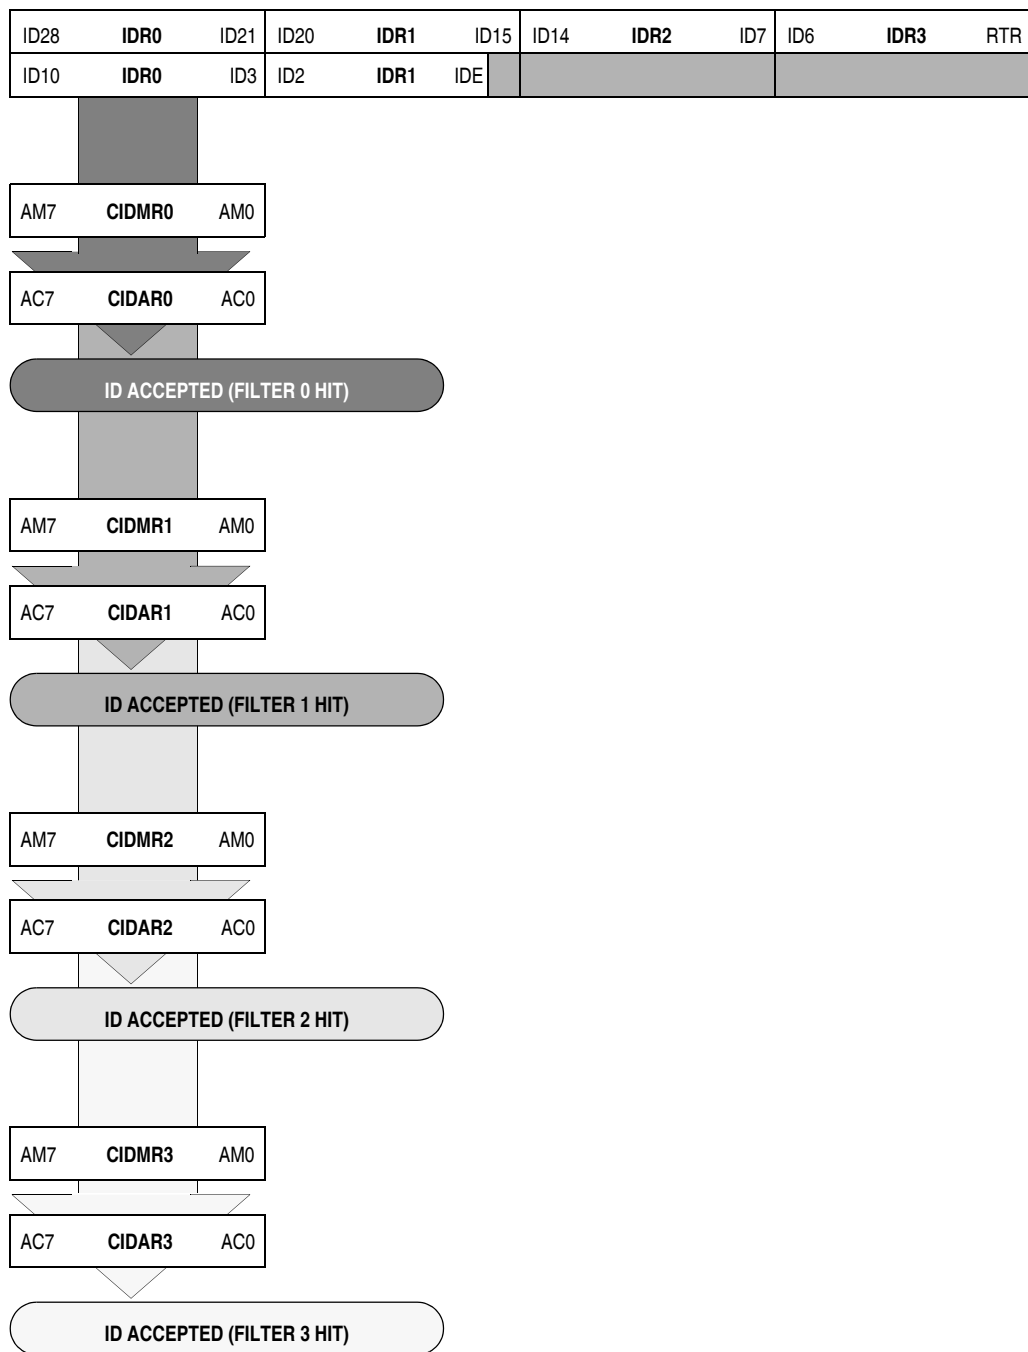 ID28 IDR0 ID21 ID20 IDR1 ID15 ID14 IDR2 ID7 ID6 IDR3 RTR
ID10 IDR0 ID3 ID2 IDR1 IDE
AM7 CIDMR0 AM0
AC7 CIDAR0 AC0
ID ACCEPTED (FILTER 0 HIT)
AM7 CIDMR1 AM0
AC7 CIDAR1 AC0
ID ACCEPTED (FILTER 1 HIT)
AM7 CIDMR2 AM0
AC7 CIDAR2 AC0
ID ACCEPTED (FILTER 2 HIT)
AM7 CIDMR3 AM0
AC7 CIDAR3 AC0
ID ACCEPTED (FILTER 3 HIT)